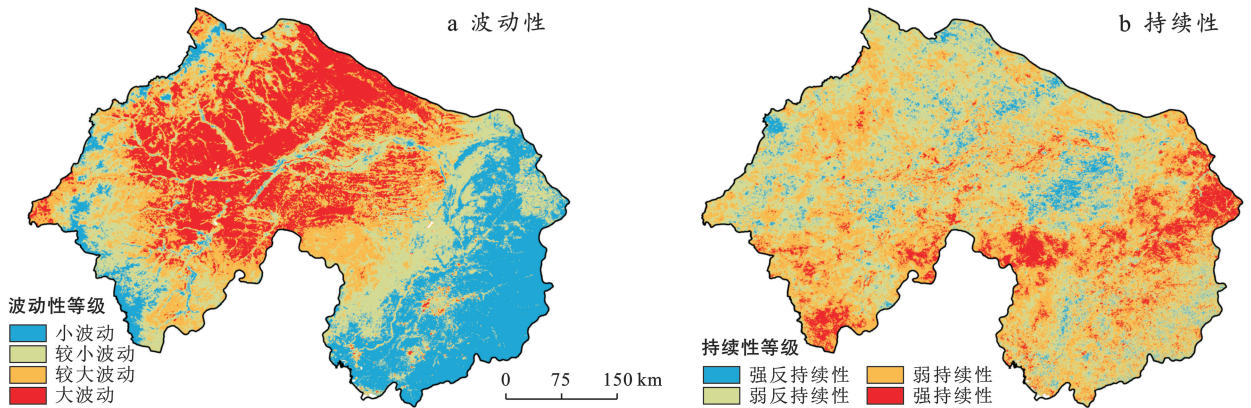 a 波动性
波动性等级
小波动
较小波动
较大波动
大波动
0 75 150 km
b 持续性
持续性等级
强反持续性 弱持续性
弱反持续性 强持续性